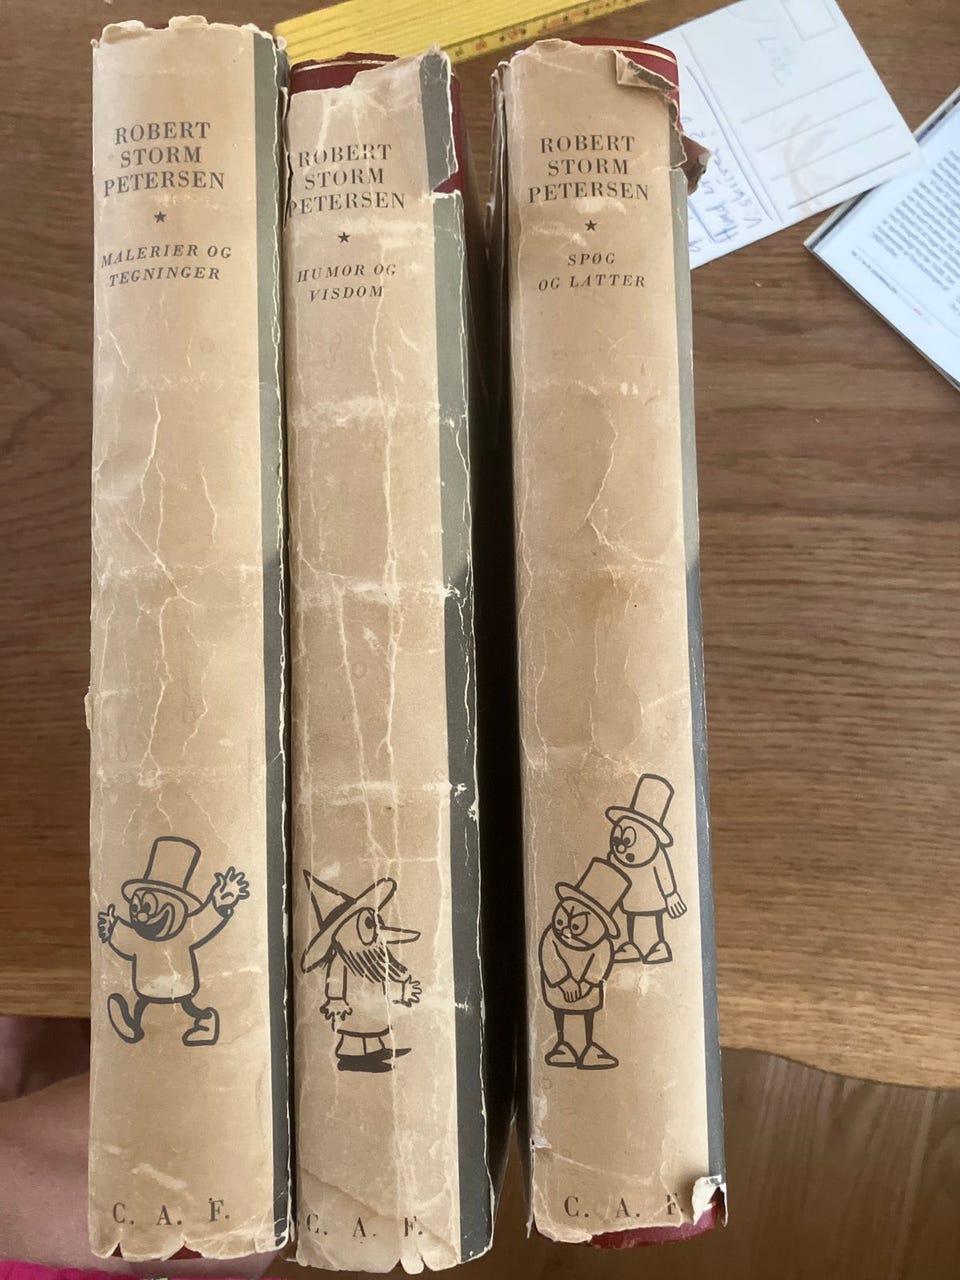 ROBERT
STORM
PETERSEN
MALERIER OG
TEGNINGER
C. A. F.
ROBERT
STORM
PETERSEN
HUMOR OG
VISDOM
C. A. F.
ROBERT
STORM
PETERSEN
SPØG
OG LATTER
C. A. F.